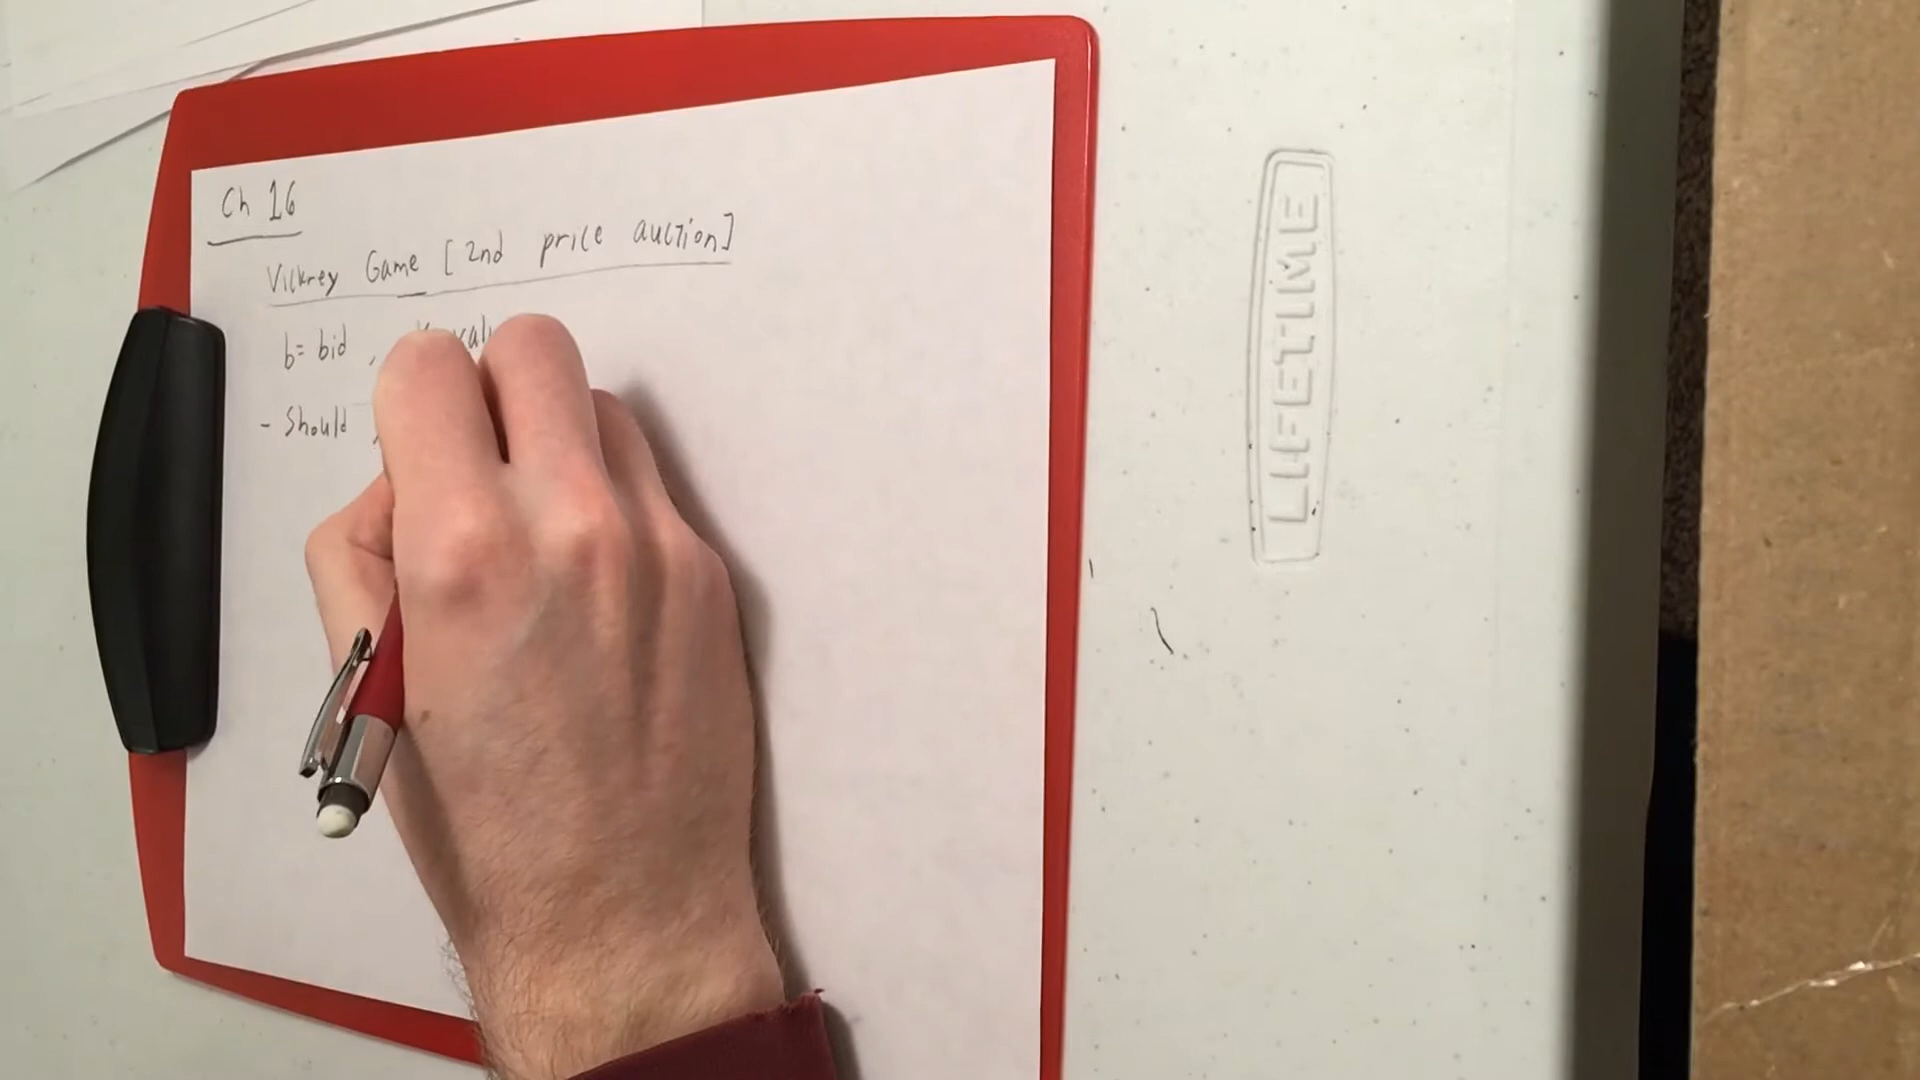 Ch 16
Vickrey Game [2nd price auction]
b= bid ,
- Should
LIFETIME